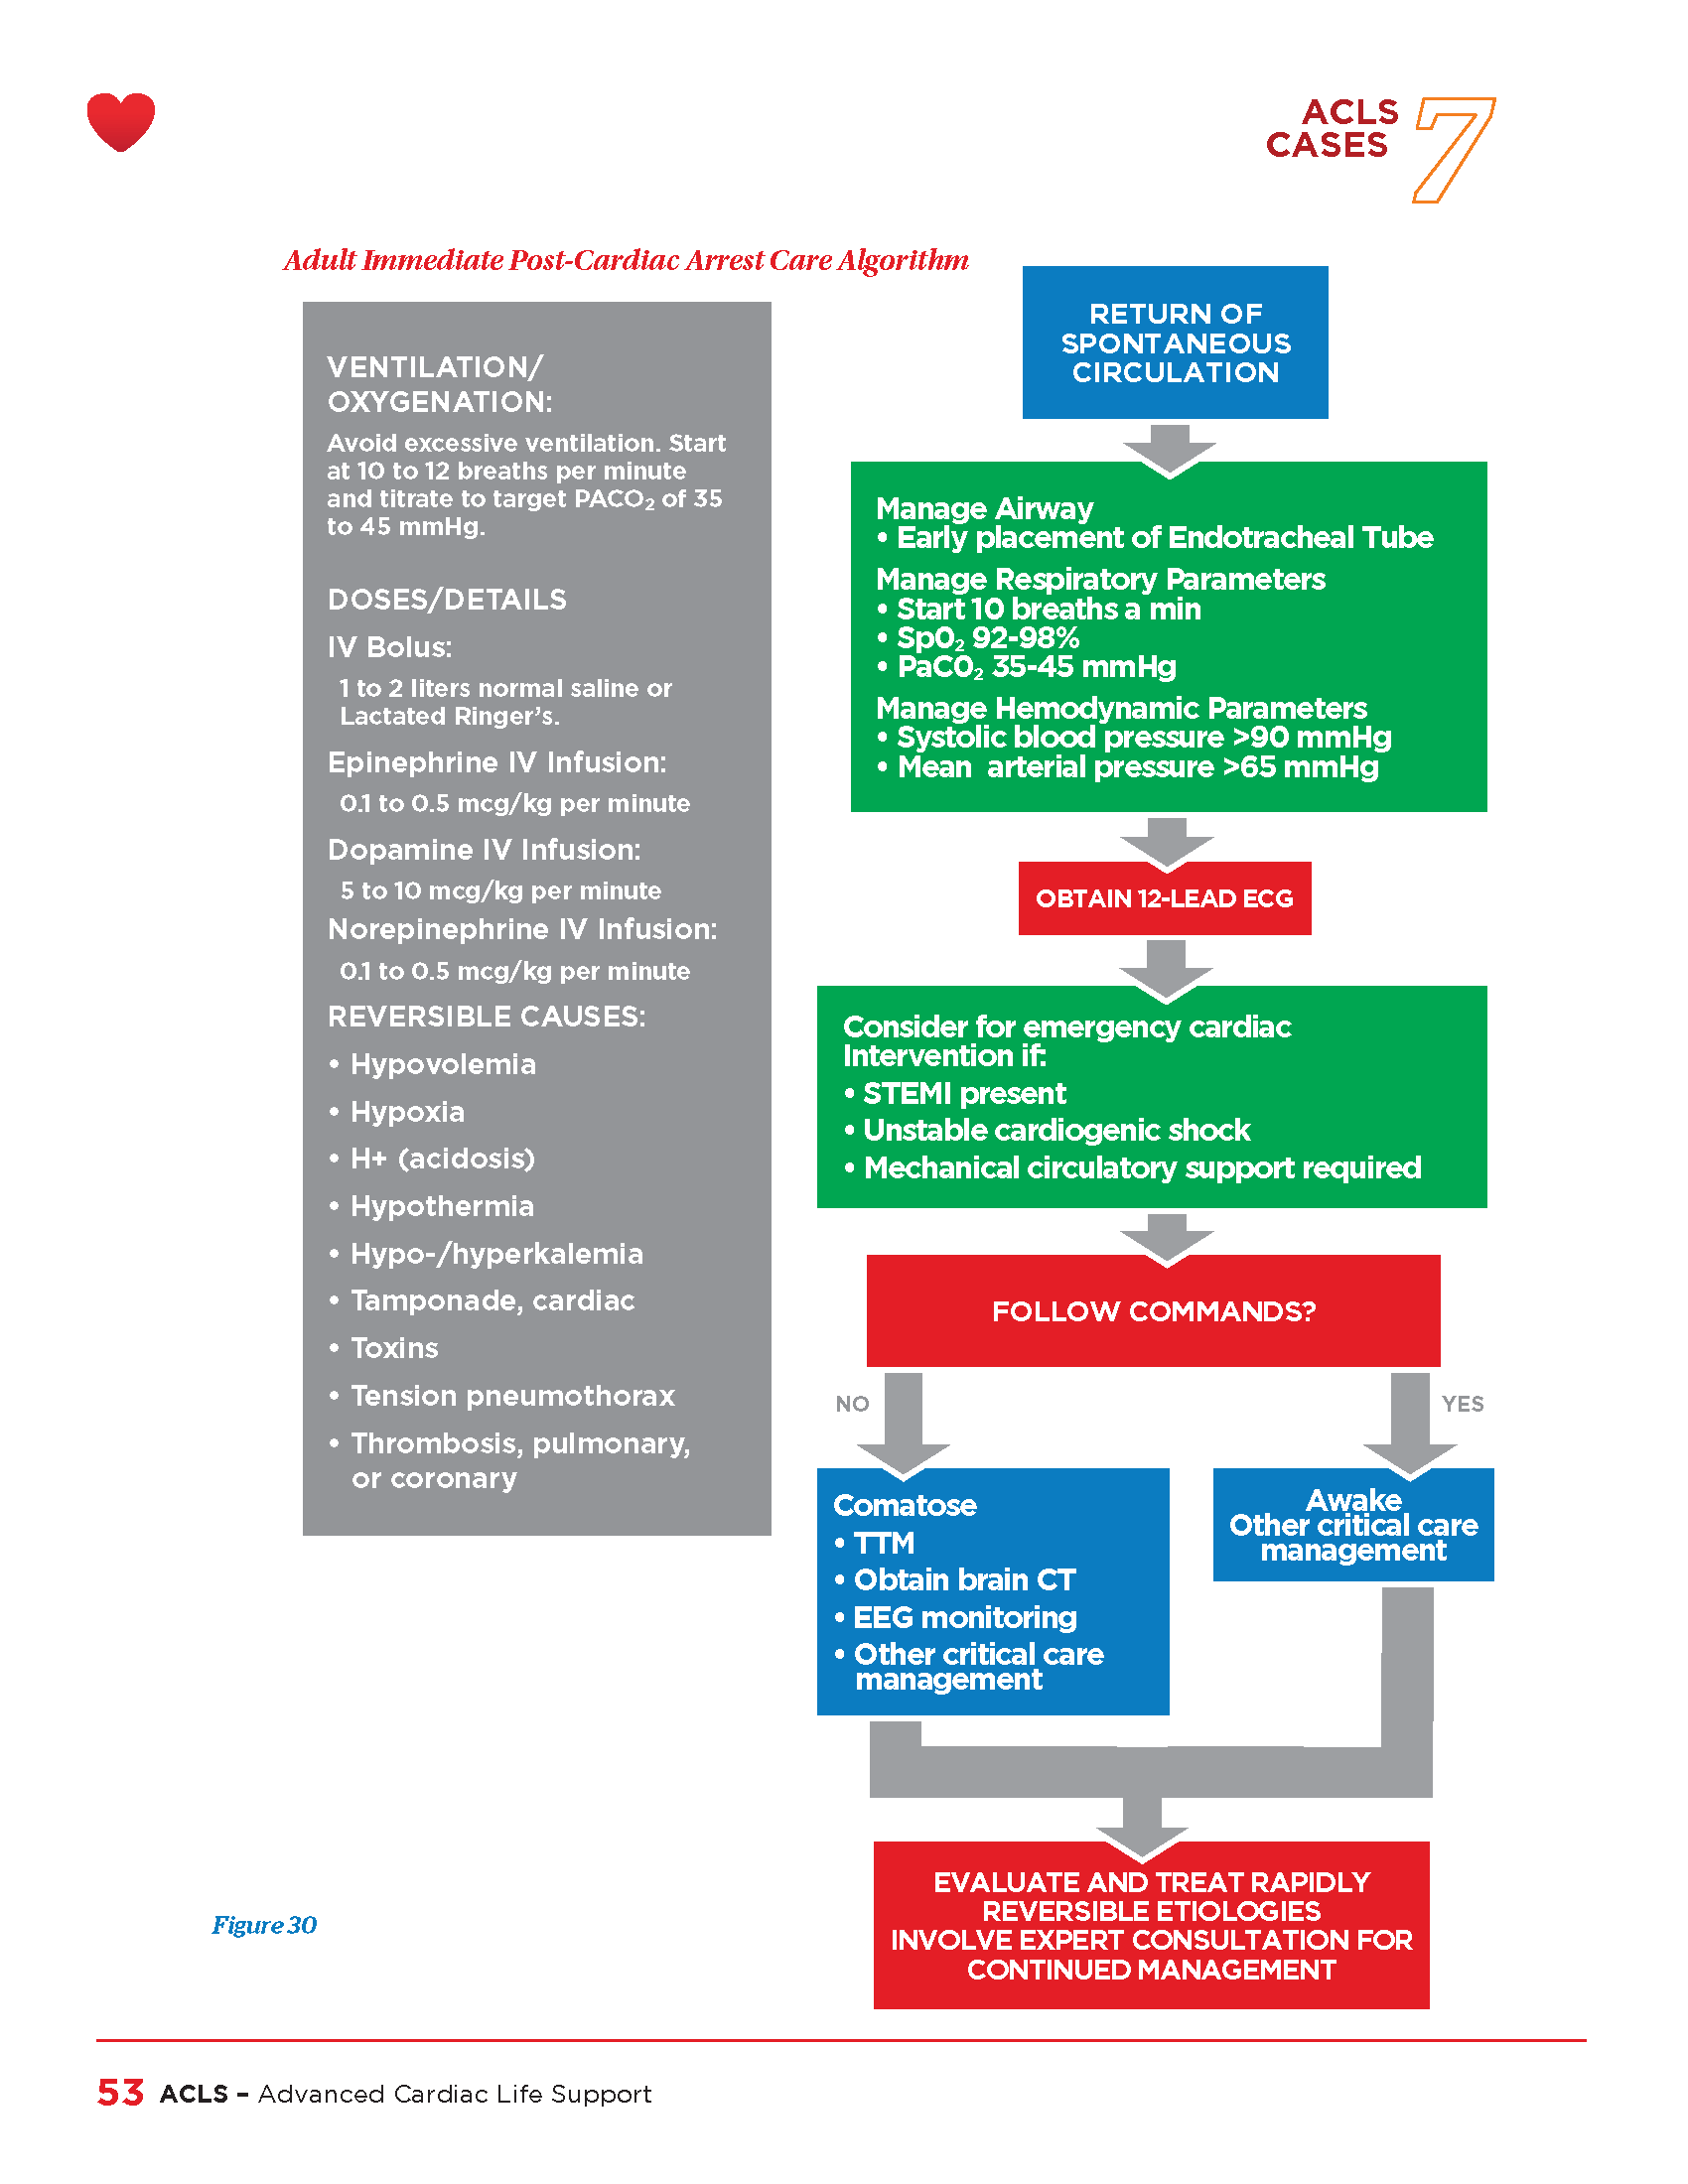 ACLS
CASES
7
Adult Immediate Post-Cardiac Arrest Care Algorithm
VENTILATION/
OXYGENATION:
Avoid excessive ventilation. Start
at 10 to 12 breaths per minute
and titrate to target PACO₂ of 35
to 45 mmHg.
DOSES/DETAILS
IV Bolus:
1 to 2 liters normal saline or
Lactated Ringer’s.
Epinephrine IV Infusion:
0.1 to 0.5 mcg/kg per minute
Dopamine IV Infusion:
5 to 10 mcg/kg per minute
Norepinephrine IV Infusion:
0.1 to 0.5 mcg/kg per minute
REVERSIBLE CAUSES:
• Hypovolemia
• Hypoxia
• H+ (acidosis)
• Hypothermia
• Hypo-/hyperkalemia
• Tamponade, cardiac
• Toxins
• Tension pneumothorax
• Thrombosis, pulmonary,
or coronary
RETURN OF
SPONTANEOUS
CIRCULATION
Manage Airway
• Early placement of Endotracheal Tube
Manage Respiratory Parameters
• Start 10 breaths a min
• Sp0₂ 92-98%
• PaC0₂ 35-45 mmHg
Manage Hemodynamic Parameters
• Systolic blood pressure >90 mmHg
• Mean arterial pressure >65 mmHg
OBTAIN 12-LEAD ECG
Consider for emergency cardiac
Intervention if:
• STEMI present
• Unstable cardiogenic shock
• Mechanical circulatory support required
FOLLOW COMMANDS?
NO
YES
Comatose
• TTM
• Obtain brain CT
• EEG monitoring
• Other critical care
management
Awake
Other critical care
management
EVALUATE AND TREAT RAPIDLY
REVERSIBLE ETIOLOGIES
INVOLVE EXPERT CONSULTATION FOR
CONTINUED MANAGEMENT
Figure 30
53 ACLS – Advanced Cardiac Life Support